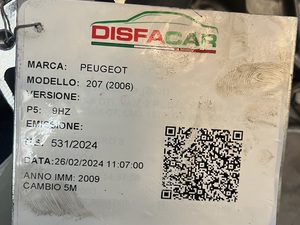 DISFACAR
MARCA: PEUGEOT
MODELLO: 207 (2006)
VERSIONE:
P5: 9HZ
EMISSIONE:
N.S. 531/2024
DATA:26/02/2024 11:07:00
ANNO IMM: 2009
CAMBIO 5M